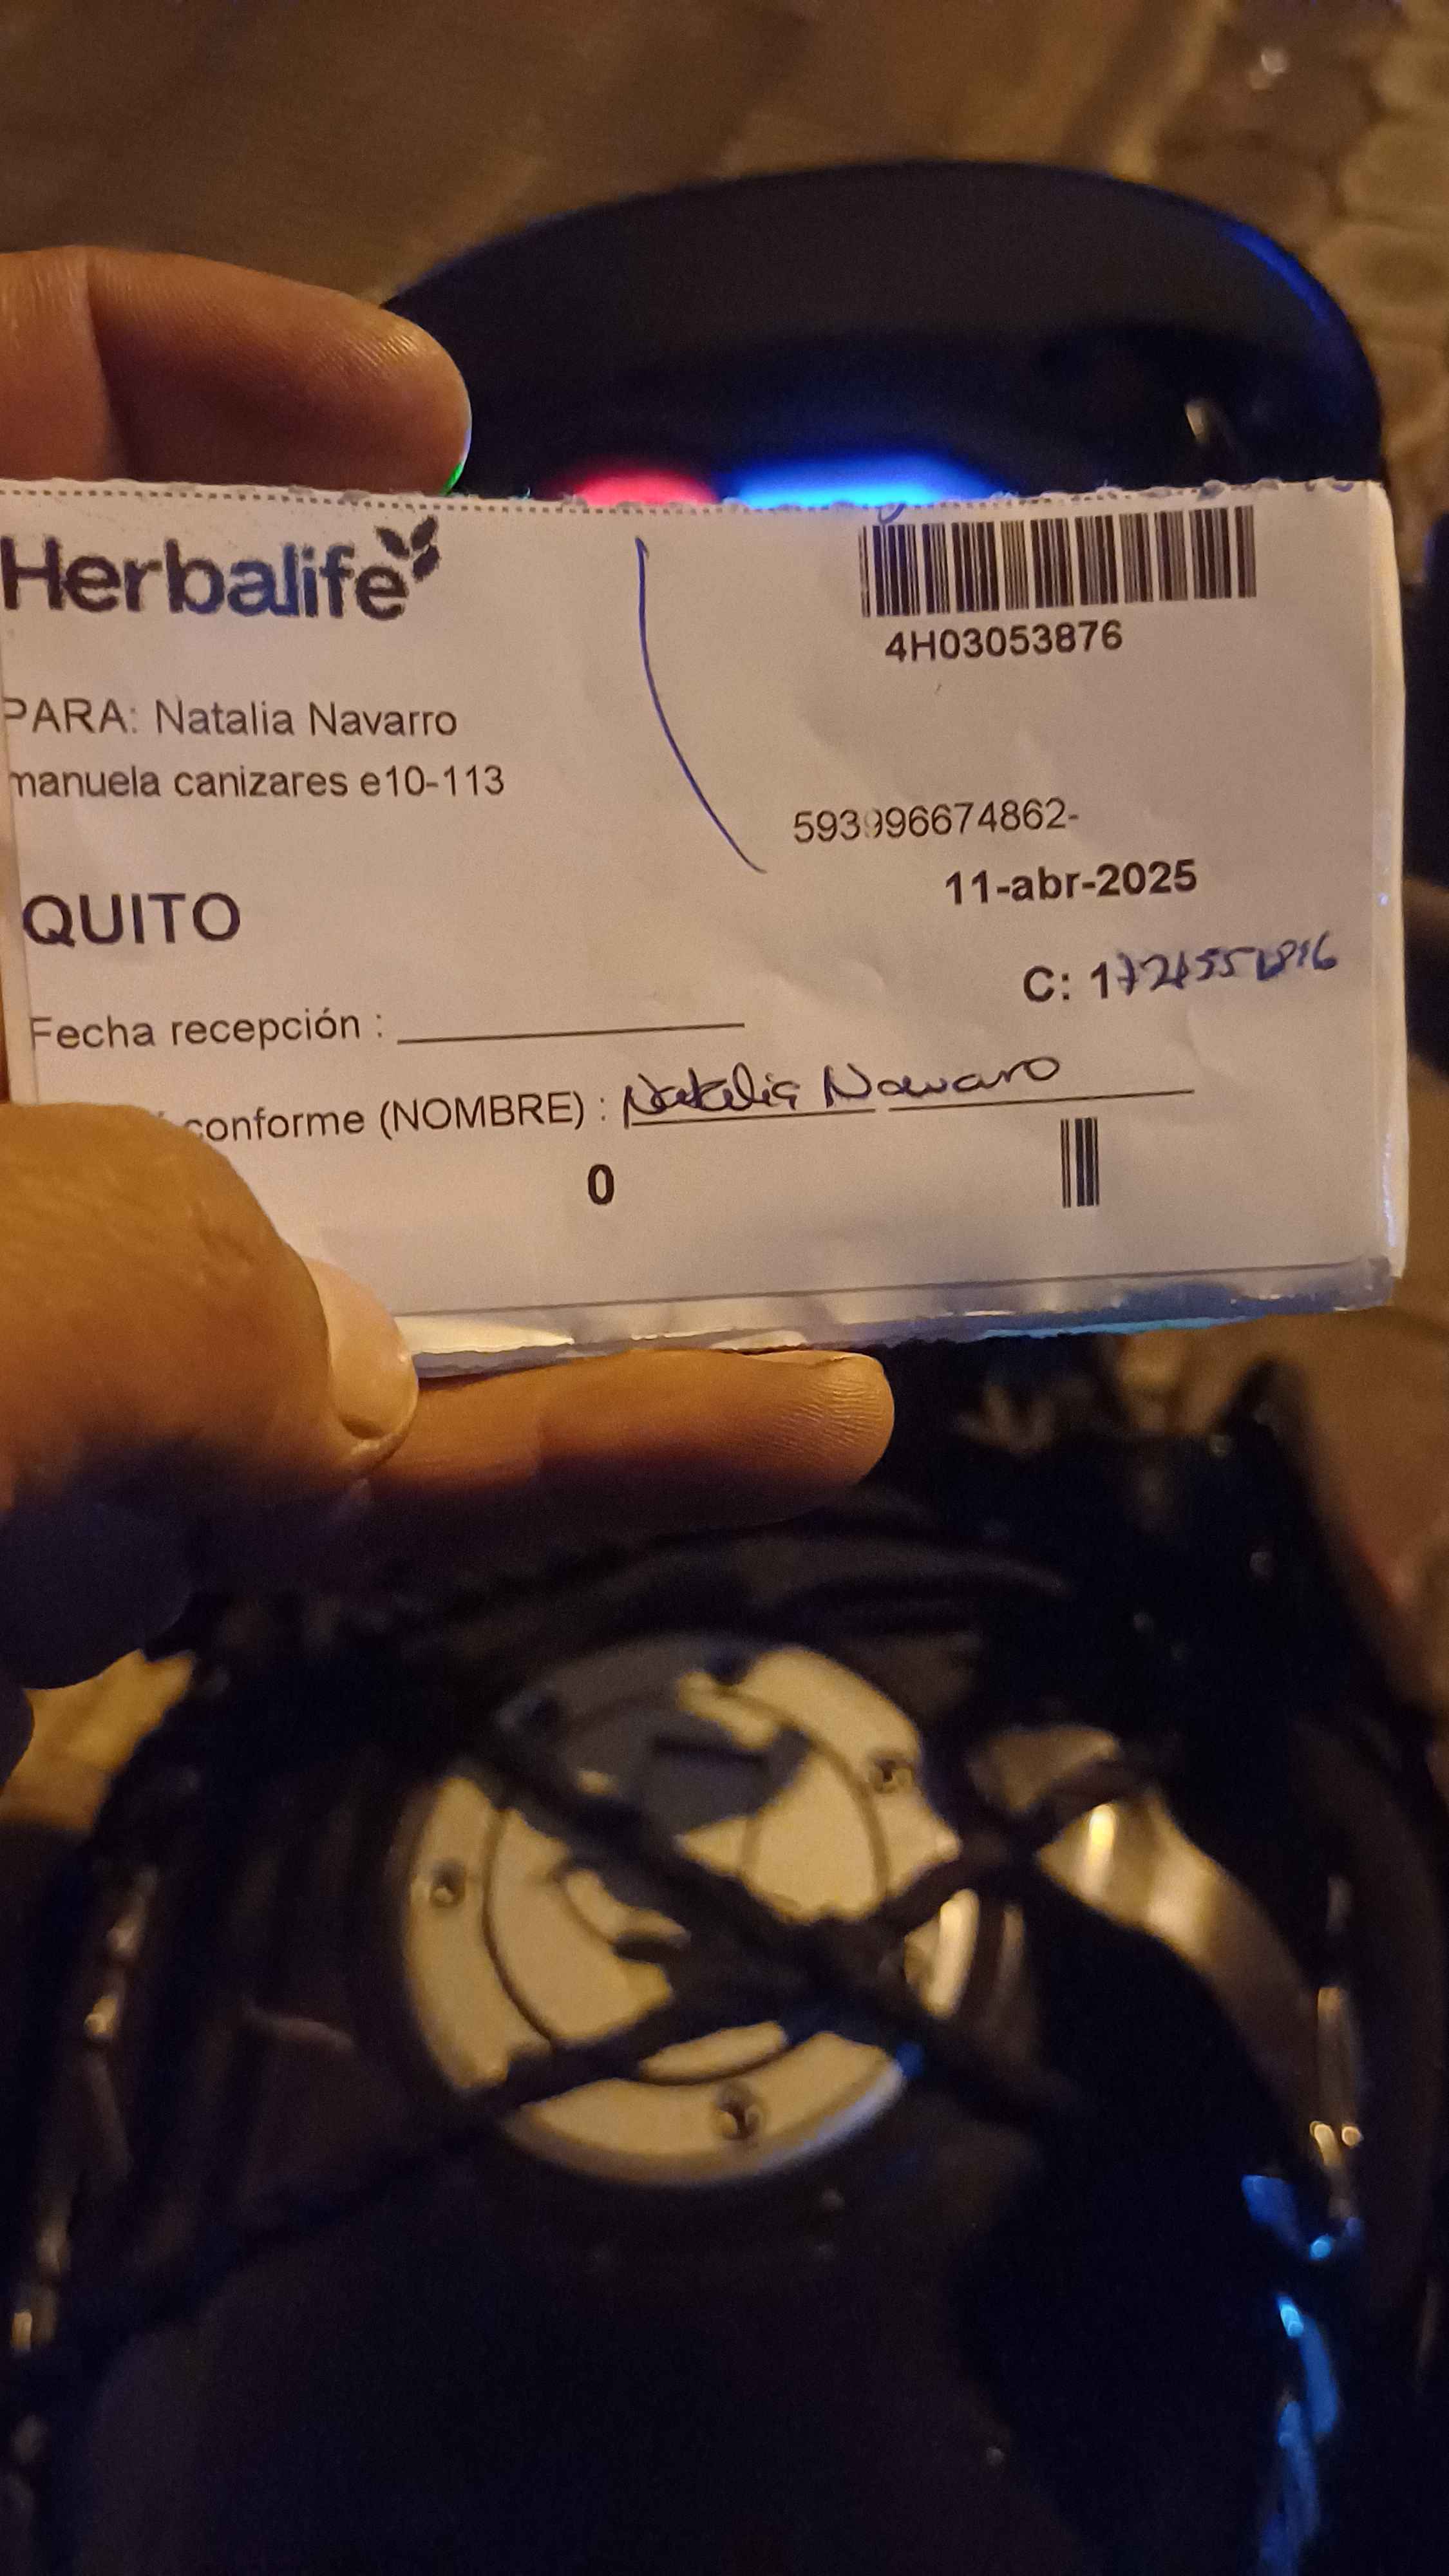 Herbalife
4H03053876
PARA: Natalia Navarro
manuela canizares e10-113
593996674862-
11-abr-2025
QUITO
C: 1
Fecha recepción :
conforme (NOMBRE) : Natalia Navarro
0